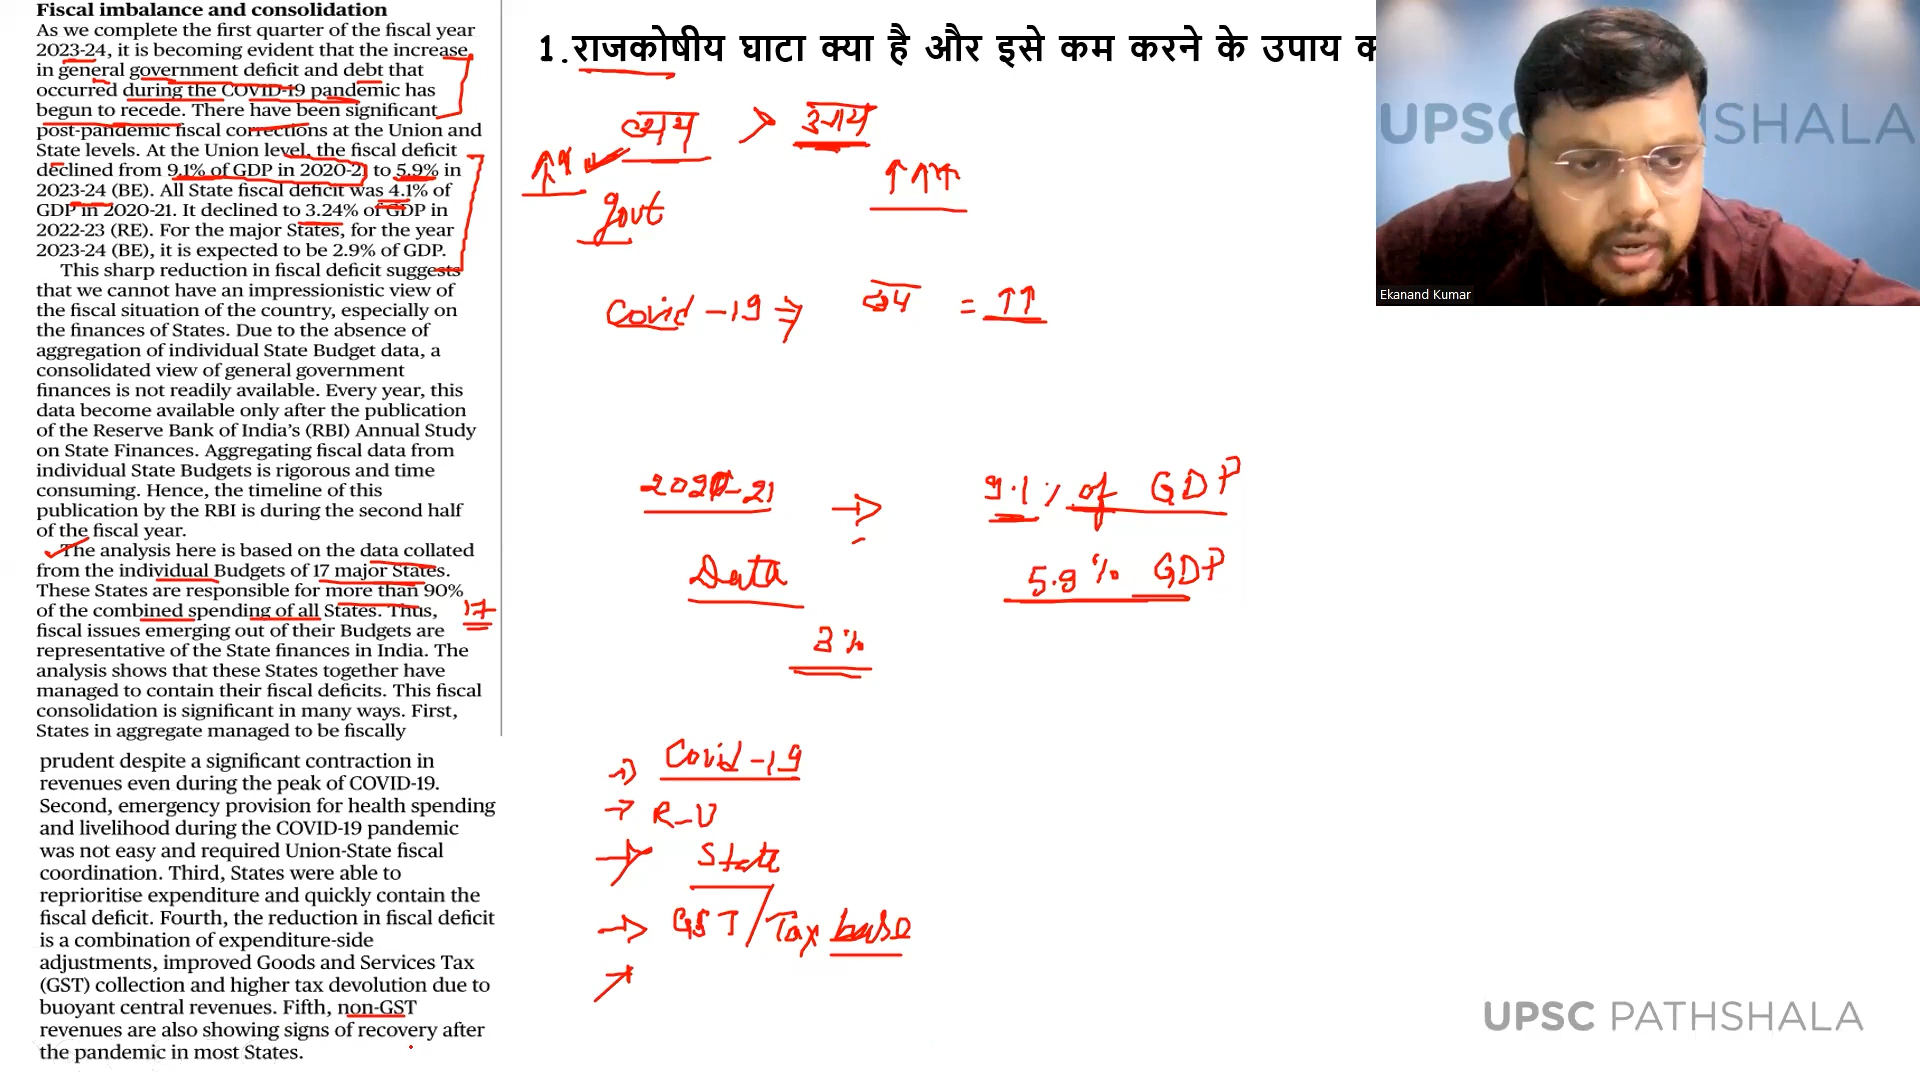 Fiscal imbalance and consolidation
As we complete the first quarter of the fiscal year
2023-24, it is becoming evident that the increase
in general government deficit and debt that
occurred during the COVID-19 pandemic has
begun to recede. There have been significant
post-pandemic fiscal corrections at the Union and
State levels. At the Union level, the fiscal deficit
declined from 9.1% of GDP in 2020-21 to 5.9% in
2023-24 (BE). All State fiscal deficit was 4.1% of
GDP in 2020-21. It declined to 3.24% of GDP in
2022-23 (RE). For the major States, for the year
2023-24 (BE), it is expected to be 2.9% of GDP.
This sharp reduction in fiscal deficit suggests
that we cannot have an impressionistic view of
the fiscal situation of the country, especially on
the finances of States. Due to the absence of
aggregation of individual State Budget data, a
consolidated view of general government
finances is not readily available. Every year, this
data become available only after the publication
of the Reserve Bank of India’s (RBI) Annual Study
on State Finances. Aggregating fiscal data from
individual State Budgets is rigorous and time
consuming. Hence, the timeline of this
publication by the RBI is during the second half
of the fiscal year.
The analysis here is based on the data collated
from the individual Budgets of 17 major States.
These States are responsible for more than 90%
of the combined spending of all States. Thus,
fiscal issues emerging out of their Budgets are
representative of the State finances in India. The
analysis shows that these States together have
managed to contain their fiscal deficits. This fiscal
consolidation is significant in many ways. First,
States in aggregate managed to be fiscally
prudent despite a significant contraction in
revenues even during the peak of COVID-19.
Second, emergency provision for health spending
and livelihood during the COVID-19 pandemic
was not easy and required Union-State fiscal
coordination. Third, States were able to
reprioritise expenditure and quickly contain the
fiscal deficit. Fourth, the reduction in fiscal deficit
is a combination of expenditure-side
adjustments, improved Goods and Services Tax
(GST) collection and higher tax devolution due to
buoyant central revenues. Fifth, non-GST
revenues are also showing signs of recovery after
the pandemic in most States.
17
1.राजकोषीय घाटा क्या है और इसे कम करने के उपाय
व्यय > आय
govt
Covid-19 ⇒ = ↑↑
2020-21 → 9.1% of GDP
Data 5.9% GDP
3%
→ Covid-19
→ R-U
→ State
→ GST/Tax base
UPSC PATHSHALA
Ekanand Kumar
UPSC PATHSHALA